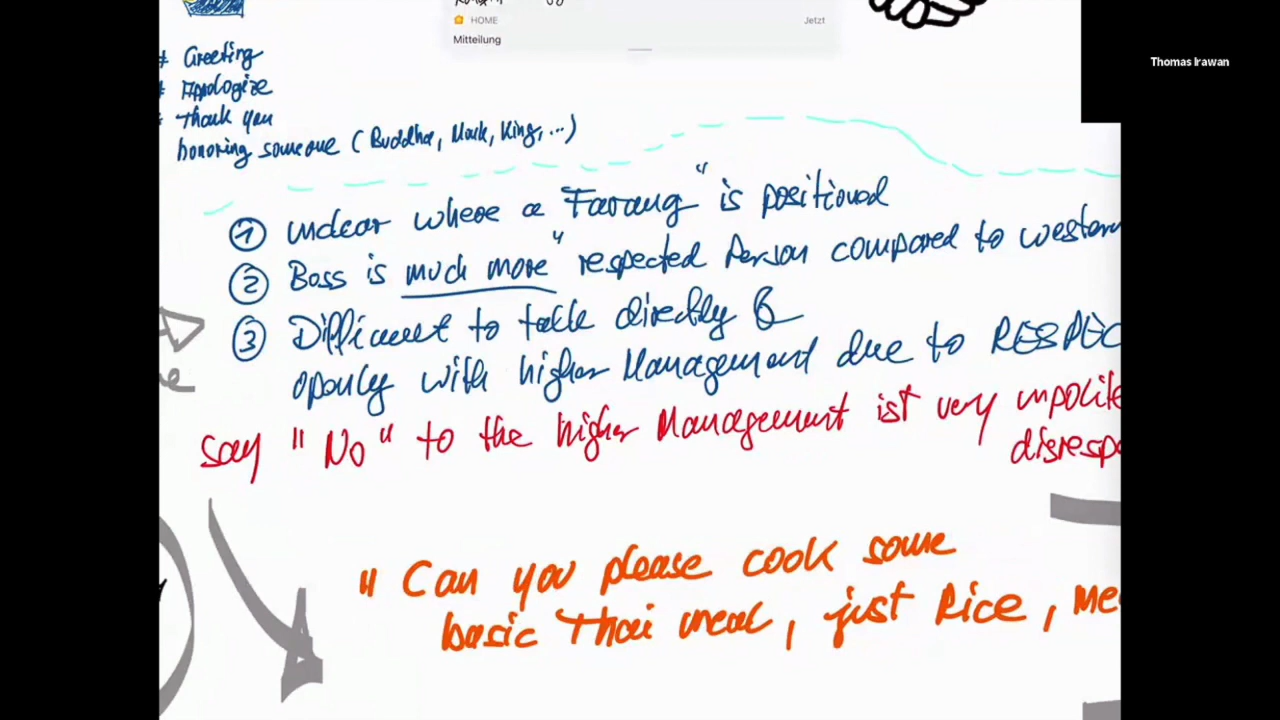 HOME Jetzt
Mitteilung
Thomas Irawan
* Greeting
* Appologize
* Thank you
honoring someone (Buddha, Monk, King, ...)
① unclear where a "Farang" is positioned
② Boss is much more" respected Person compared to western
③ Difficult to talk directly &
openly with higher Management due to RESPEC
say "No" to the higher Management ist very unpolite
disrespe
"Can you please cook some
basic Thai meal, just Rice, Me